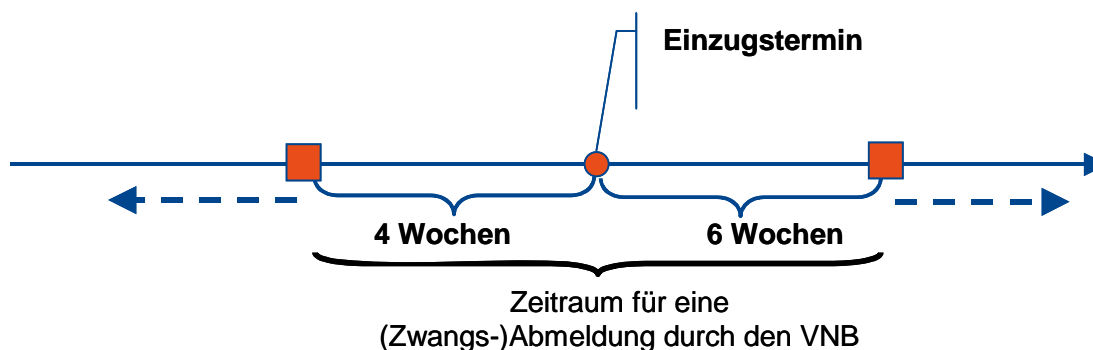 Einzugstermin
4 Wochen
6 Wochen
Zeitraum für eine
(Zwangs-)Abmeldung durch den VNB